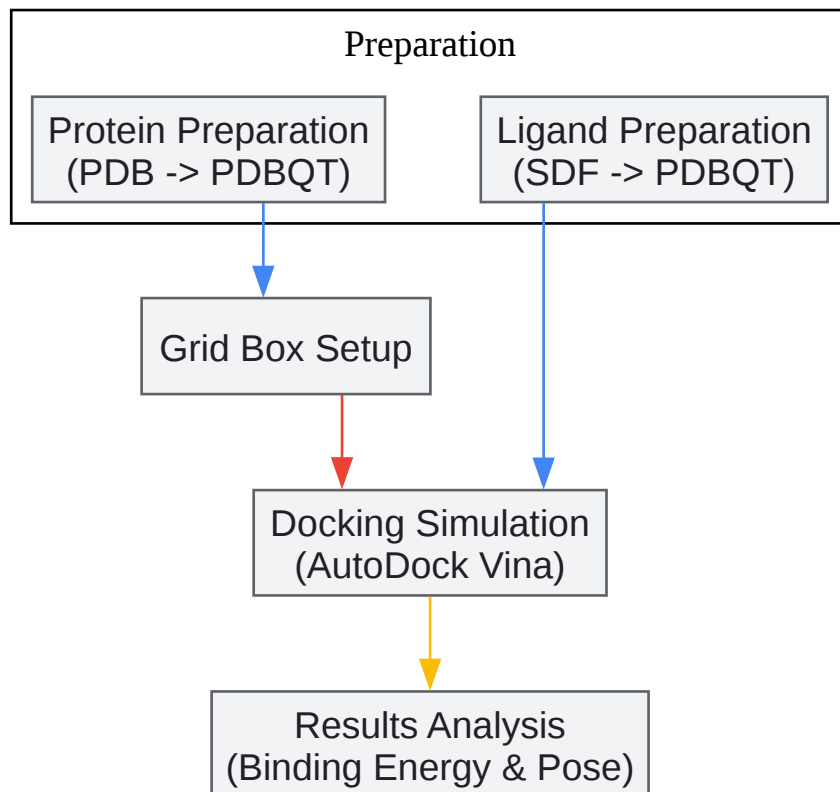 Preparation
Protein Preparation
(PDB -> PDBQT)
Ligand Preparation
(SDF -> PDBQT)
Grid Box Setup
Docking Simulation
(AutoDock Vina)
Results Analysis
(Binding Energy & Pose)